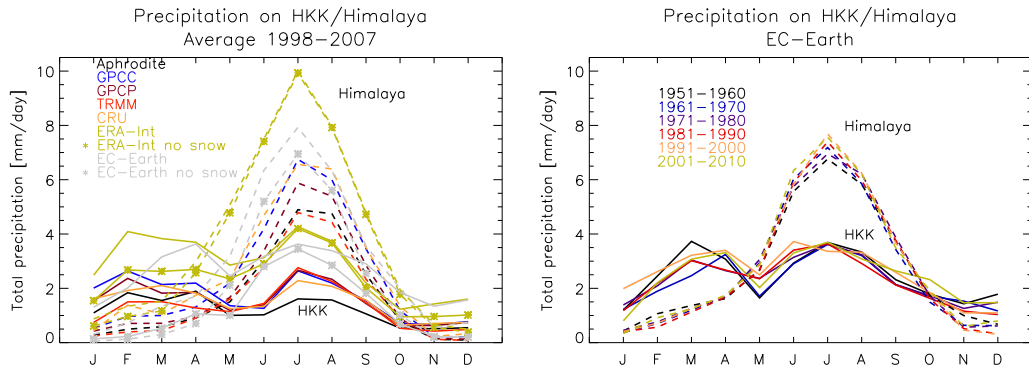 Precipitation on HKK/Himalaya
Average 1998-2007
Total precipitation [mm/day]
10
8
6
4
2
0
Aphrodite
GPCC
GPCP
TRMM
CRU
ERA-Int
* ERA-Int no snow
EC-Earth
* EC-Earth no snow
Himalaya
HKK
J F M A M J J A S O N D
Precipitation on HKK/Himalaya
EC-Earth
Total precipitation [mm/day]
10
8
6
4
2
0
1951-1960
1961-1970
1971-1980
1981-1990
1991-2000
2001-2010
Himalaya
HKK
J F M A M J J A S O N D